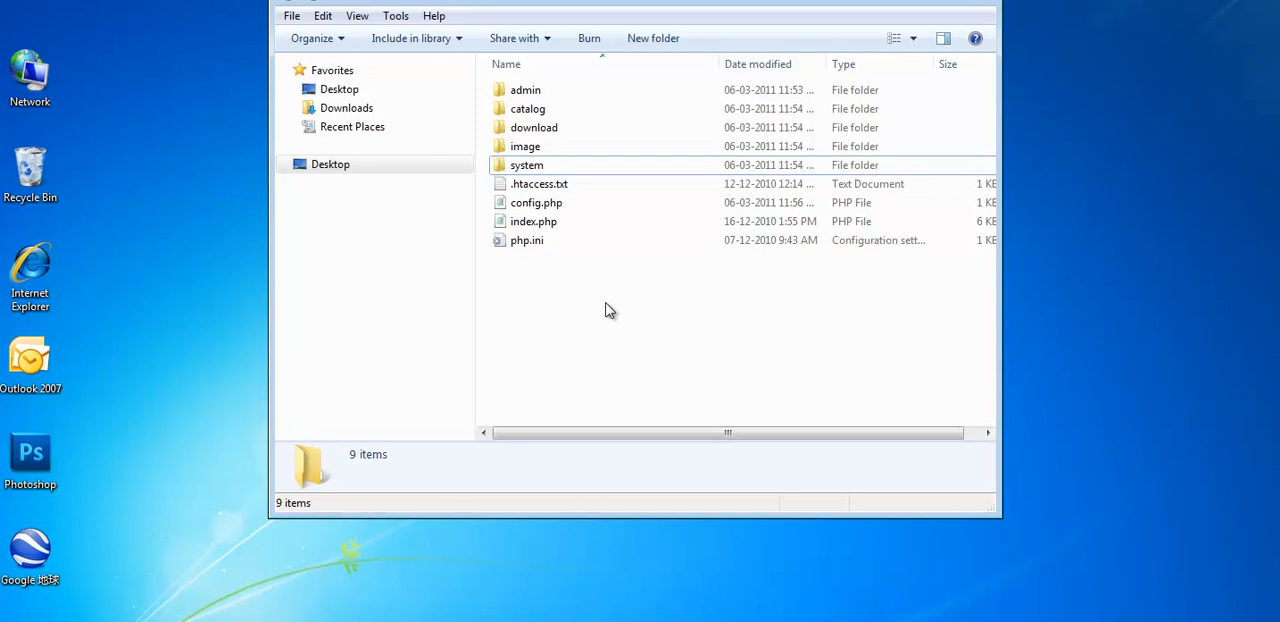 File Edit View Tools Help
Organize Include in library Share with Burn New folder
Name Date modified Type Size
Favorites
Desktop
Downloads
Recent Places
Desktop
admin 06-03-2011 11:53 ... File folder
catalog 06-03-2011 11:54 ... File folder
download 06-03-2011 11:54 ... File folder
image 06-03-2011 11:54 ... File folder
system 06-03-2011 11:54 ... File folder
.htaccess.txt 12-12-2010 12:14 ... Text Document 1 KB
config.php 06-03-2011 11:56 ... PHP File 1 KB
index.php 16-12-2010 1:55 PM PHP File 6 KB
php.ini 07-12-2010 9:43 AM Configuration sett... 1 KB
9 items
9 items
Network
Recycle Bin
Internet
Explorer
Outlook 2007
Ps
Photoshop
Google 地球